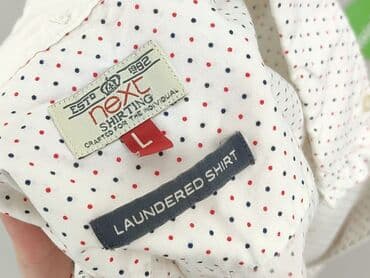 ESTD 1982
next
SHIRTING
CRAFTED FOR THE INDIVIDUAL
L
LAUNDERED SHIRT